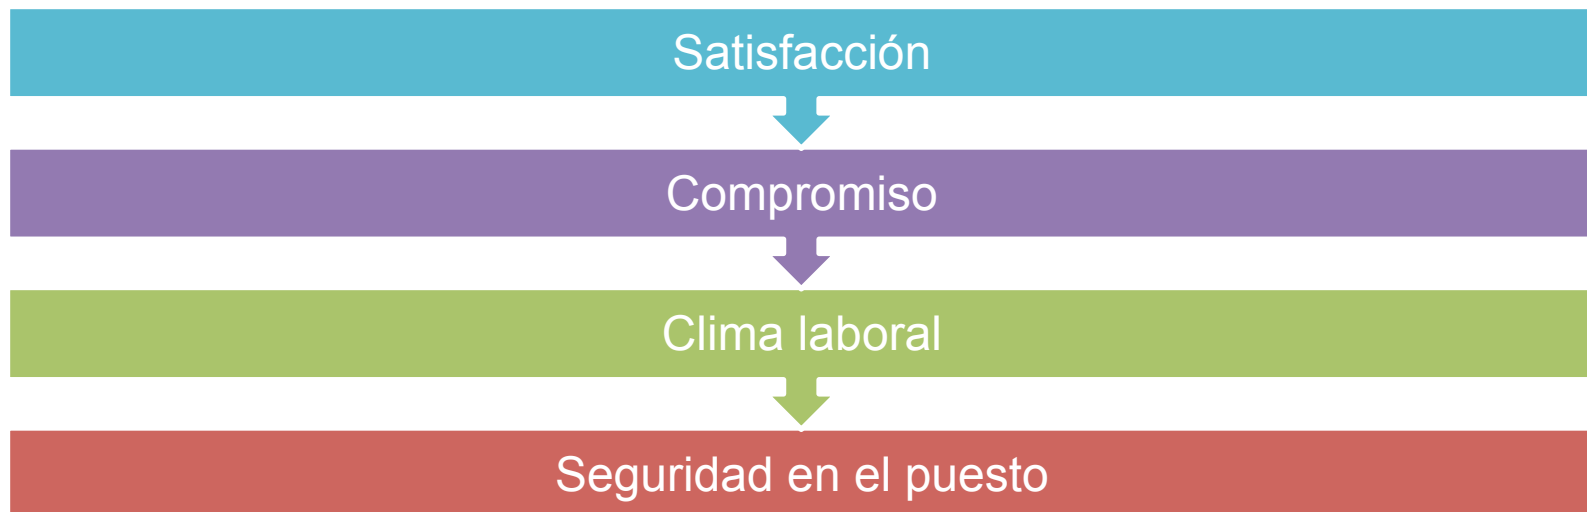 Satisfacción
Compromiso
Clima laboral
Seguridad en el puesto